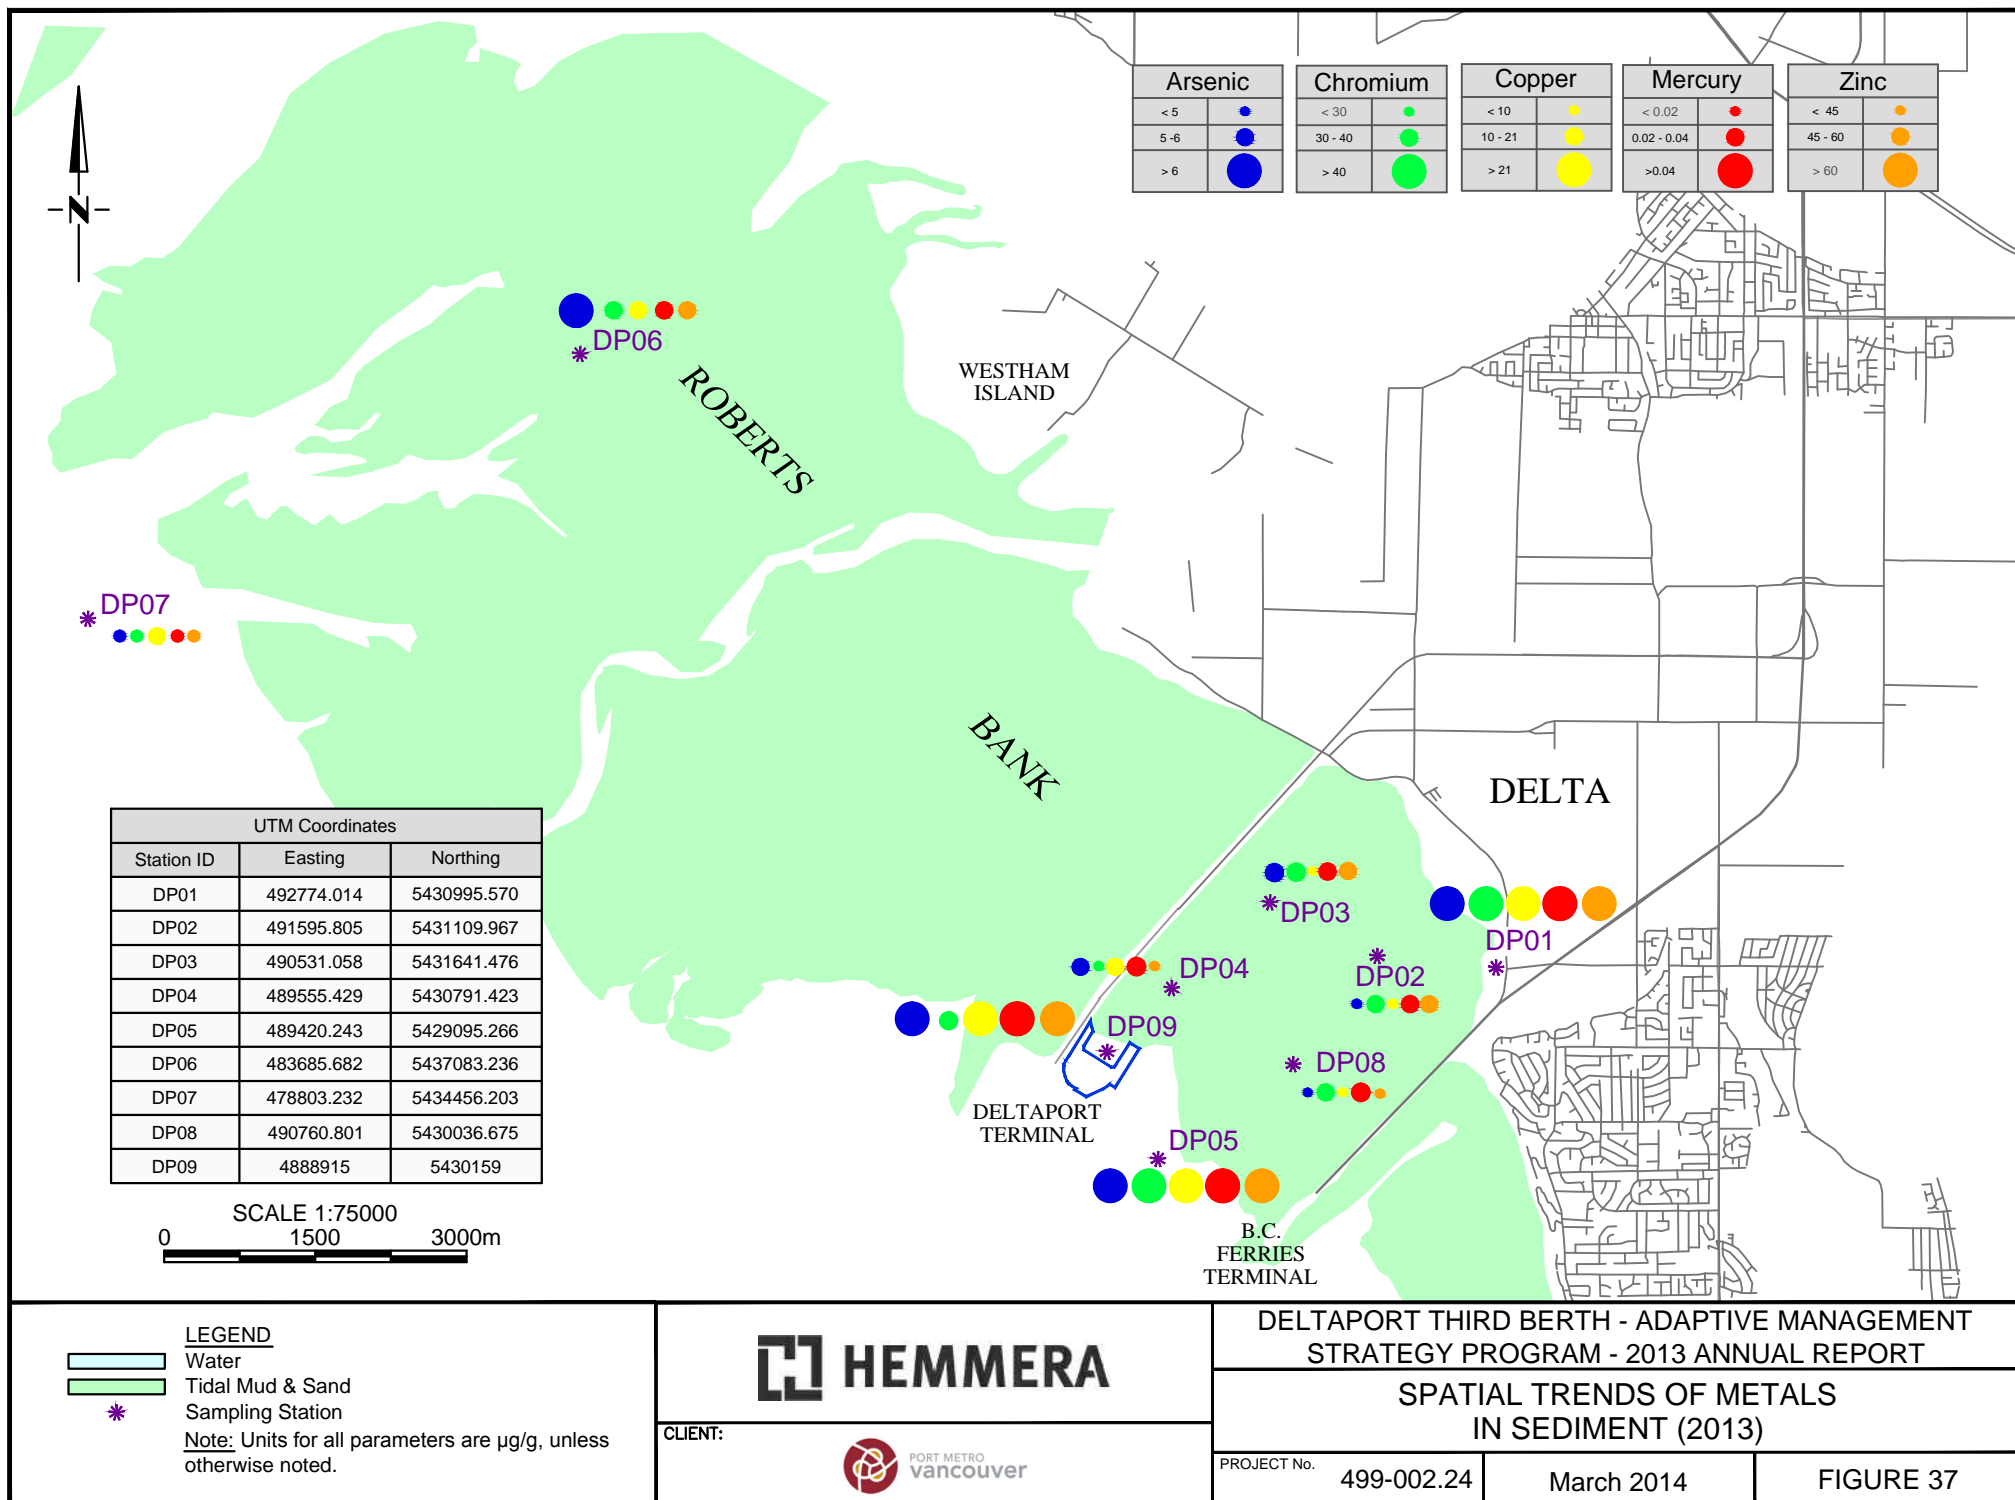 Arsenic
< 5
5 -6
> 6
Chromium
< 30
30 - 40
> 40
Copper
< 10
10 - 21
> 21
Mercury
< 0.02
0.02 - 0.04
>0.04
Zinc
< 45
45 - 60
> 60
N
DP06
ROBERTS
WESTHAM
ISLAND
DP07
BANK
DELTA
DP03
DP01
DP04
DP02
DP09
DP08
DELTAPORT
TERMINAL
DP05
B.C.
FERRIES
TERMINAL
UTM Coordinates
Station ID Easting Northing
DP01 492774.014 5430995.570
DP02 491595.805 5431109.967
DP03 490531.058 5431641.476
DP04 489555.429 5430791.423
DP05 489420.243 5429095.266
DP06 483685.682 5437083.236
DP07 478803.232 5434456.203
DP08 490760.801 5430036.675
DP09 4888915 5430159
SCALE 1:75000
0 1500 3000m
LEGEND
Water
Tidal Mud & Sand
Sampling Station
Note: Units for all parameters are µg/g, unless
otherwise noted.
HEMMERA
CLIENT:
PORT METRO
vancouver
DELTAPORT THIRD BERTH - ADAPTIVE MANAGEMENT
STRATEGY PROGRAM - 2013 ANNUAL REPORT
SPATIAL TRENDS OF METALS
IN SEDIMENT (2013)
PROJECT No. 499-002.24
March 2014
FIGURE 37